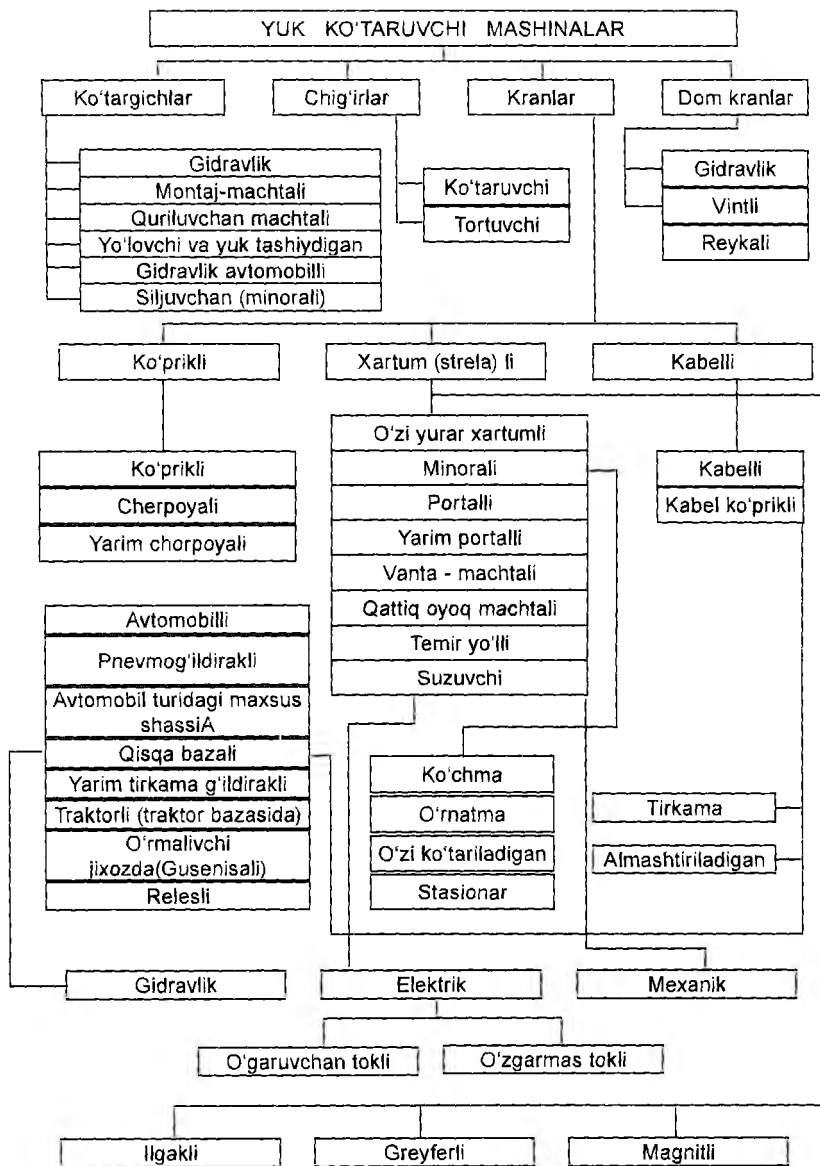 YUK KO‘TARUVCHI MASHINALAR
Ko‘targichlar
Chig‘irlar
Kranlar
Dom kranlar
Gidravlik
Montaj-machtali
Quriluvchan machtali
Yo‘lovchi va yuk tashiydigan
Gidravlik avtomobilli
Siljuvchan (minorali)
Ko‘taruvchi
Tortuvchi
Gidravlik
Vintli
Reykali
Ko‘prikli
Xartum (strela) li
Kabelli
Ko‘prikli
Cherpoyali
Yarim chorpoyali
O‘zi yurar xartumli
Minorali
Portalli
Yarim portalli
Vanta - machtali
Qattiq oyoq machtali
Temir yo‘lli
Suzuvchi
Kabelli
Kabel ko‘prikli
Avtomobilli
Pnevmog‘ildirakli
Avtomobil turidagi maxsus
shassiA
Qisqa bazali
Yarim tirkama g‘ildirakli
Traktorli (traktor bazasida)
O‘rmalivchi
jixozda(Gusenisali)
Relesli
Ko‘chma
O‘rnatma
O‘zi ko‘tariladigan
Stasionar
Tirkama
Almashtiriladigan
Gidravlik
Elektrik
Mexanik
O‘garuvchan tokli
O‘zgarmas tokli
Ilgakli
Greyferli
Magnitli